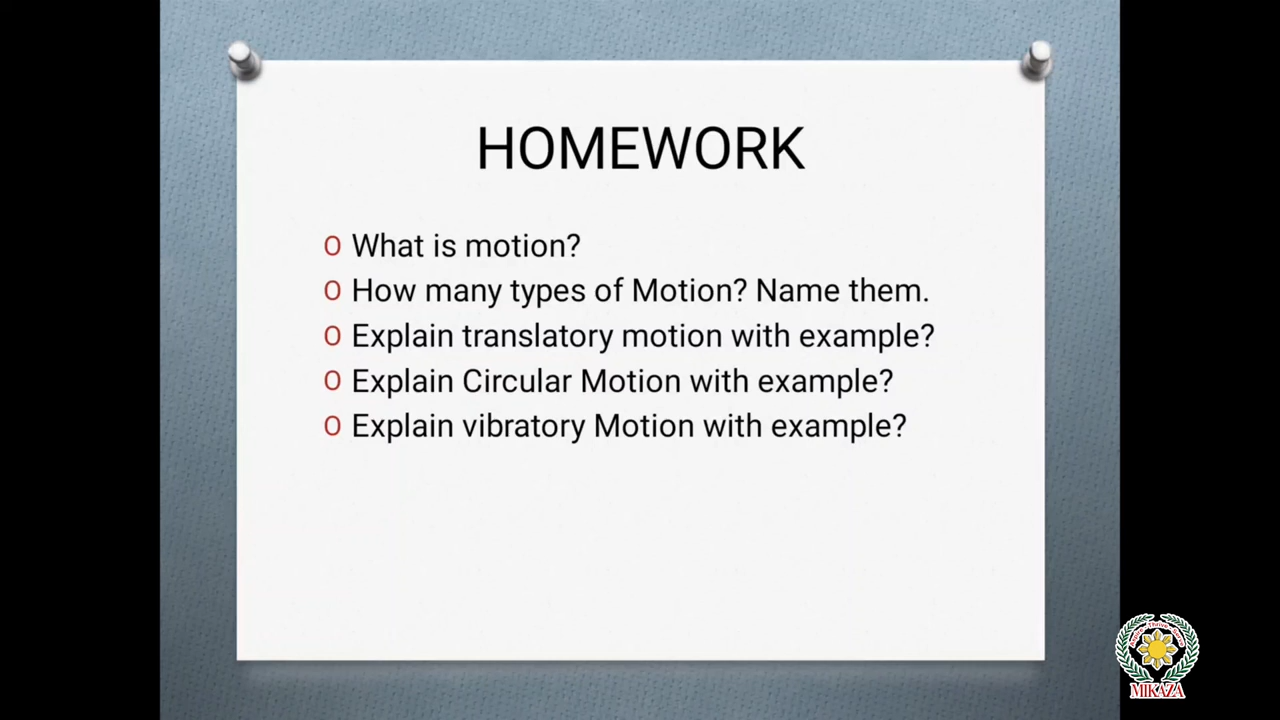 HOMEWORK
O What is motion?
O How many types of Motion? Name them.
O Explain translatory motion with example?
O Explain Circular Motion with example?
O Explain vibratory Motion with example?
MIKAZA